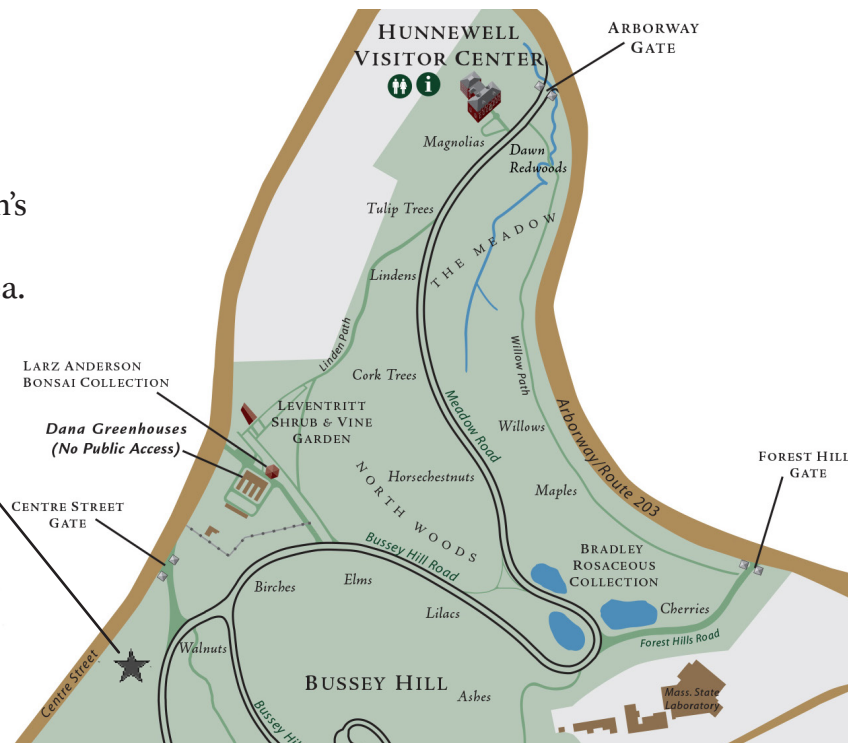 HUNNEWELL
VISITOR CENTER
ARBORWAY
GATE
i
Magnolias
Dawn
Redwoods
n's
Tulip Trees
THE MEADOW
Lindens
a.
Linden Path
Willow Path
LARZ ANDERSON
BONSAI COLLECTION
Cork Trees
Meadow Road
Arborway/Route 203
LEVENTRITT
SHRUB & VINE
GARDEN
Dana Greenhouses
(No Public Access)
Willows
FOREST HILL
GATE
NORTH WOODS
Horsechestnuts
Maples
CENTRE STREET
GATE
Bussey Hill Road
BRADLEY
ROSACEOUS
COLLECTION
Birches
Elms
Lilacs
Cherries
Forest Hills Road
Walnuts
Centre Street
BUSSEY HILL
Ashes
Mass. State
Laboratory
Bussey Hi